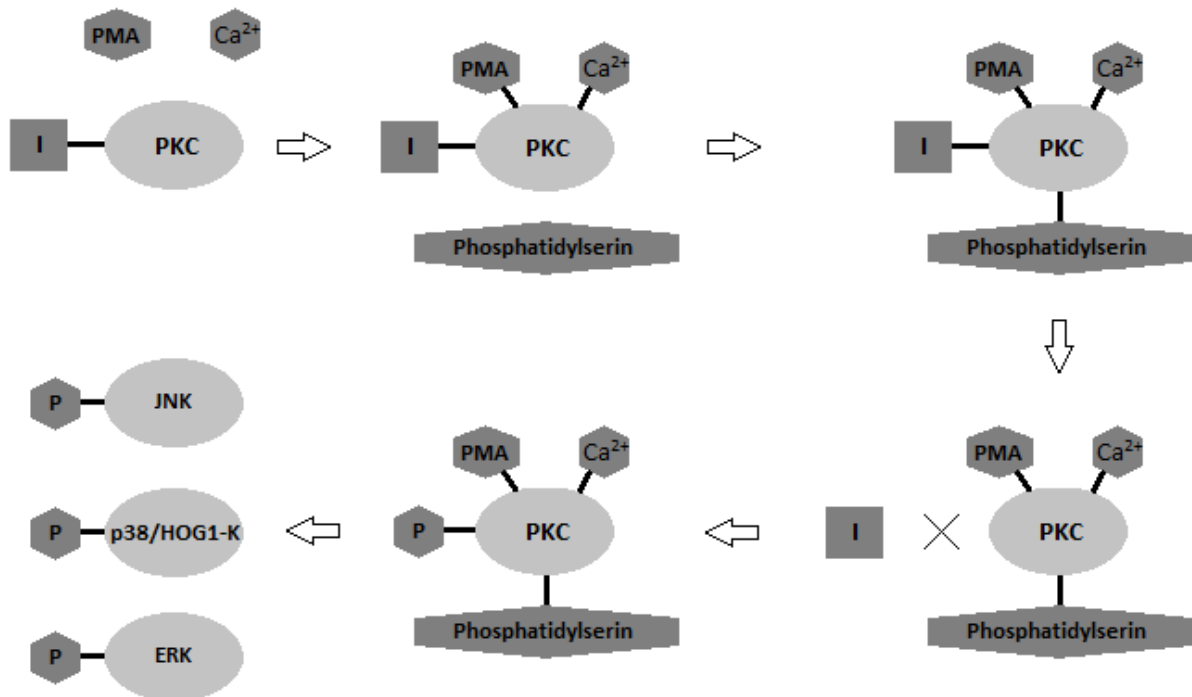 PMA
Ca²⁺
I
PKC
PMA
Ca²⁺
I
PKC
Phosphatidylserin
PMA
Ca²⁺
I
PKC
Phosphatidylserin
PMA
Ca²⁺
I
PKC
Phosphatidylserin
PMA
Ca²⁺
P
PKC
Phosphatidylserin
P
JNK
P
p38/HOG1-K
P
ERK